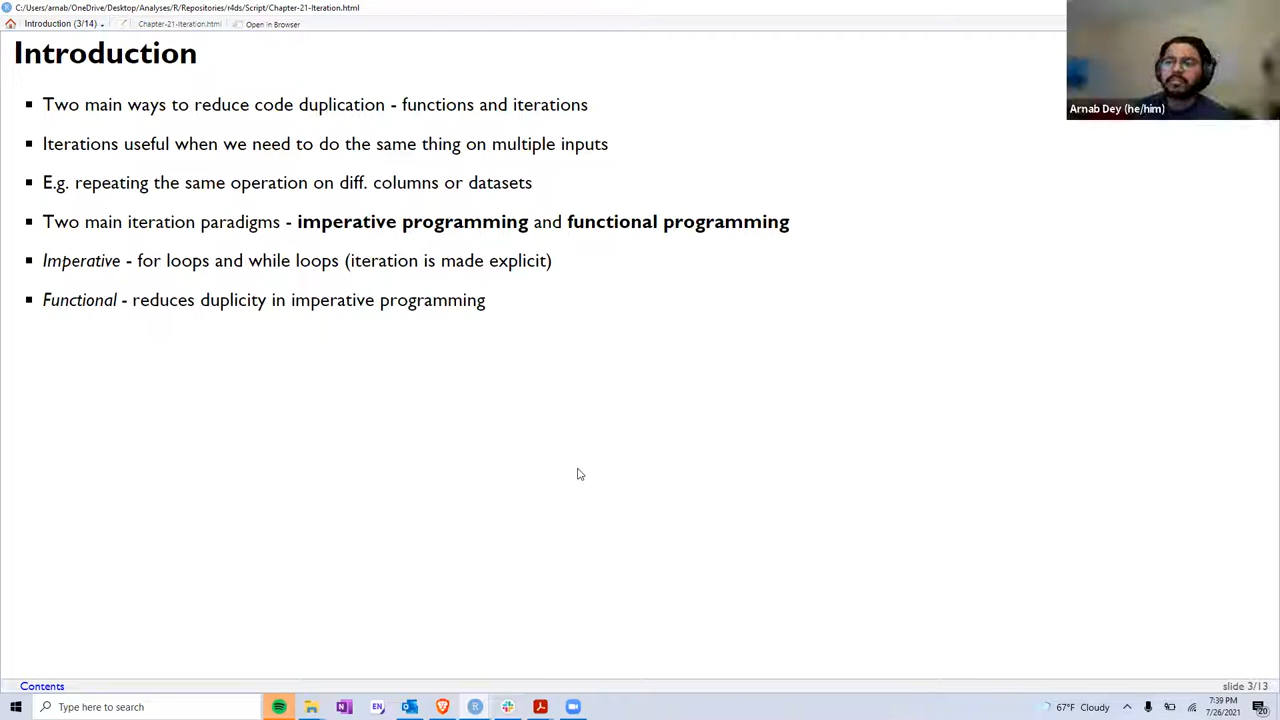 C:/Users/arnab/OneDrive/Desktop/Analyses/R/Repositories/r4ds/Script/Chapter-21-Iteration.html
Introduction (3/14)
Chapter-21-Iteration.html
Open in Browser
Introduction
Two main ways to reduce code duplication - functions and iterations
Iterations useful when we need to do the same thing on multiple inputs
E.g. repeating the same operation on diff. columns or datasets
Two main iteration paradigms - imperative programming and functional programming
Imperative - for loops and while loops (iteration is made explicit)
Functional - reduces duplicity in imperative programming
Arnab Dey (he/him)
Contents
slide 3/13
Type here to search
EN
67°F Cloudy
7:39 PM
7/26/2021
20